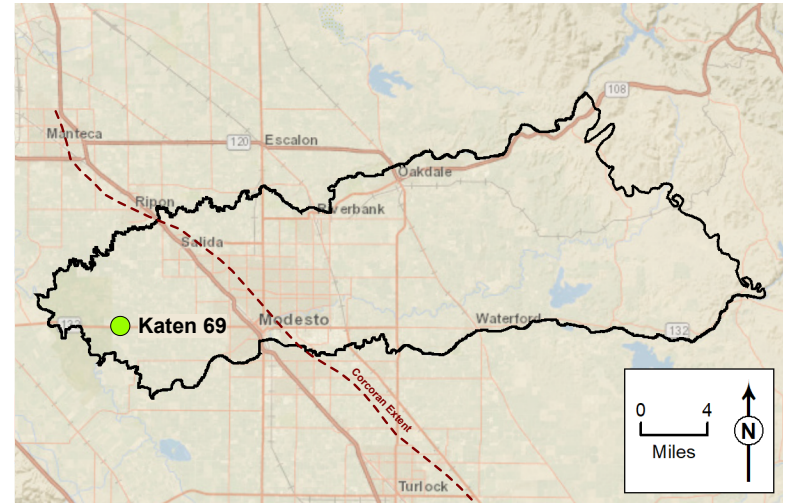 108
Manteca
120
Escalon
Oakdale
Ripon
Riverbank
Salida
132
Katen 69
Modesto
Waterford
132
Corcoran Extent
0 4
Miles
N
Turlock